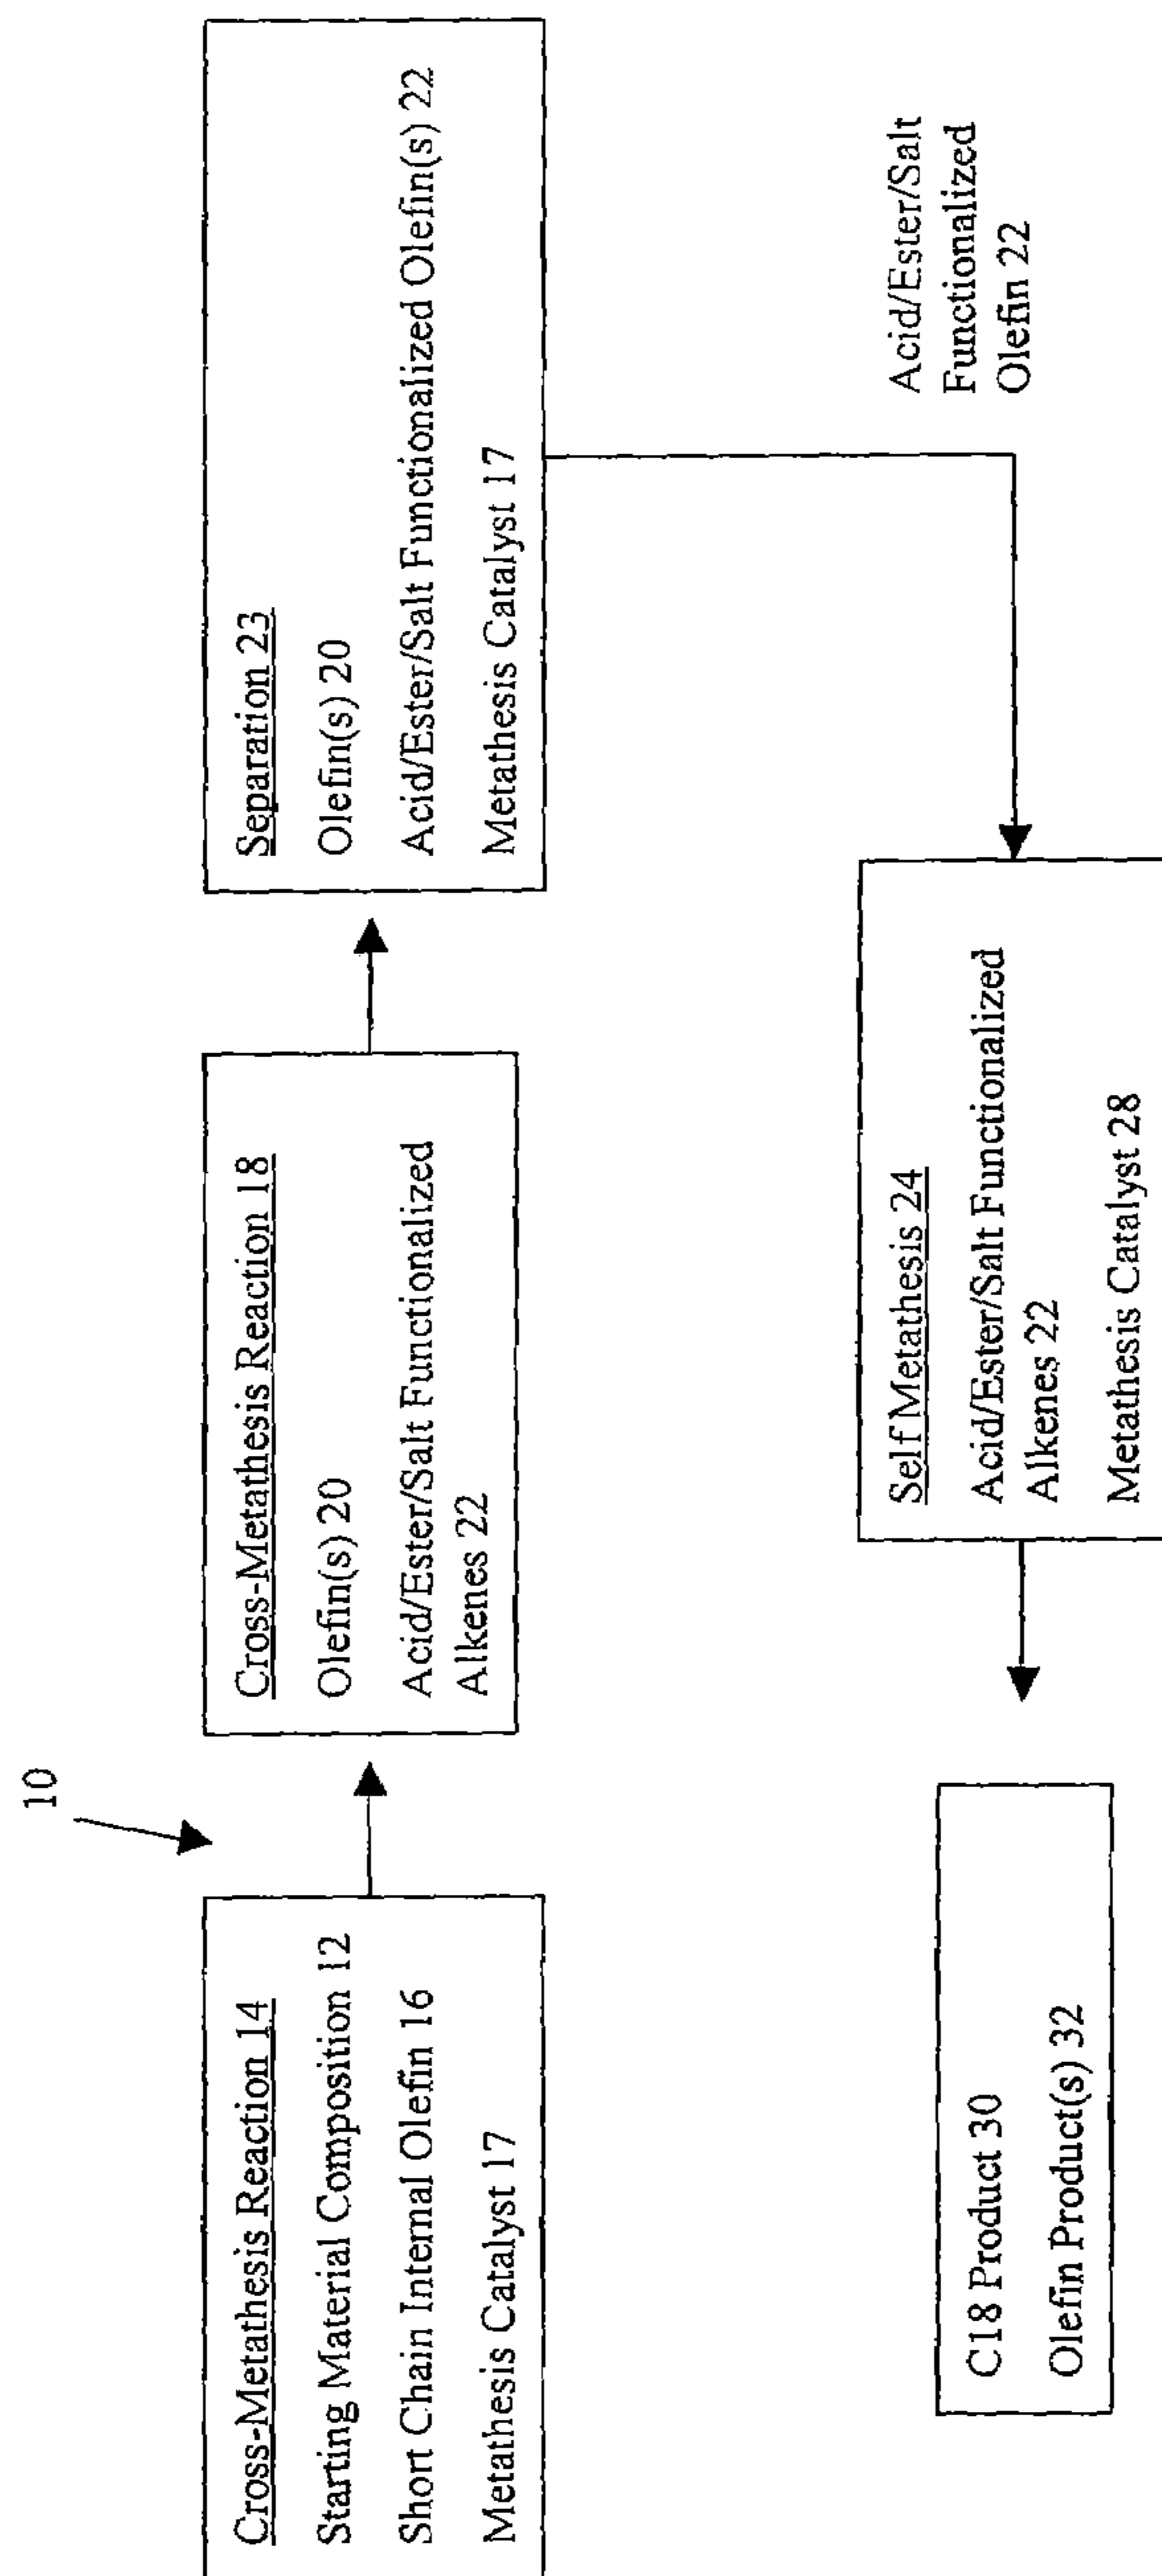 10
Cross-Metathesis Reaction 14
Starting Material Composition 12
Short Chain Internal Olefin 16
Metathesis Catalyst 17
Cross-Metathesis Reaction 18
Olefin(s) 20
Acid/Ester/Salt Functionalized
Alkenes 22
Separation 23
Olefin(s) 20
Acid/Ester/Salt Functionalized Olefin(s) 22
Metathesis Catalyst 17
Acid/Ester/Salt
Functionalized
Olefin 22
Self Metathesis 24
Acid/Ester/Salt Functionalized
Alkenes 22
Metathesis Catalyst 28
C18 Product 30
Olefin Product(s) 32